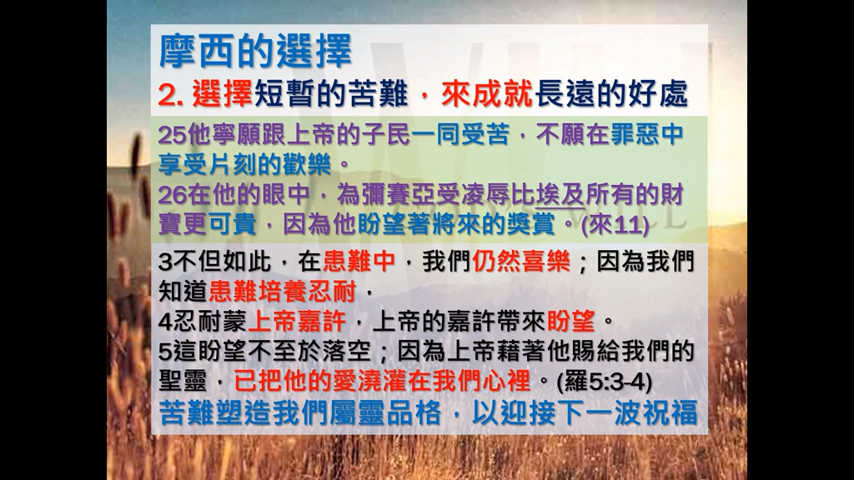 摩西的選擇
2. 選擇短暫的苦難，來成就長遠的好處
25他寧願跟上帝的子民一同受苦，不願在罪惡中
享受片刻的歡樂。
26在他的眼中，為彌賽亞受凌辱比埃及所有的財
寶更可貴，因為他盼望著將來的獎賞。(來11)
3不但如此，在患難中，我們仍然喜樂；因為我們
知道患難培養忍耐，
4忍耐蒙上帝嘉許，上帝的嘉許帶來盼望。
5這盼望不至於落空；因為上帝藉著他賜給我們的
聖靈，已把他的愛澆灌在我們心裡。(羅5:3-4)
苦難塑造我們屬靈品格，以迎接下一波祝福